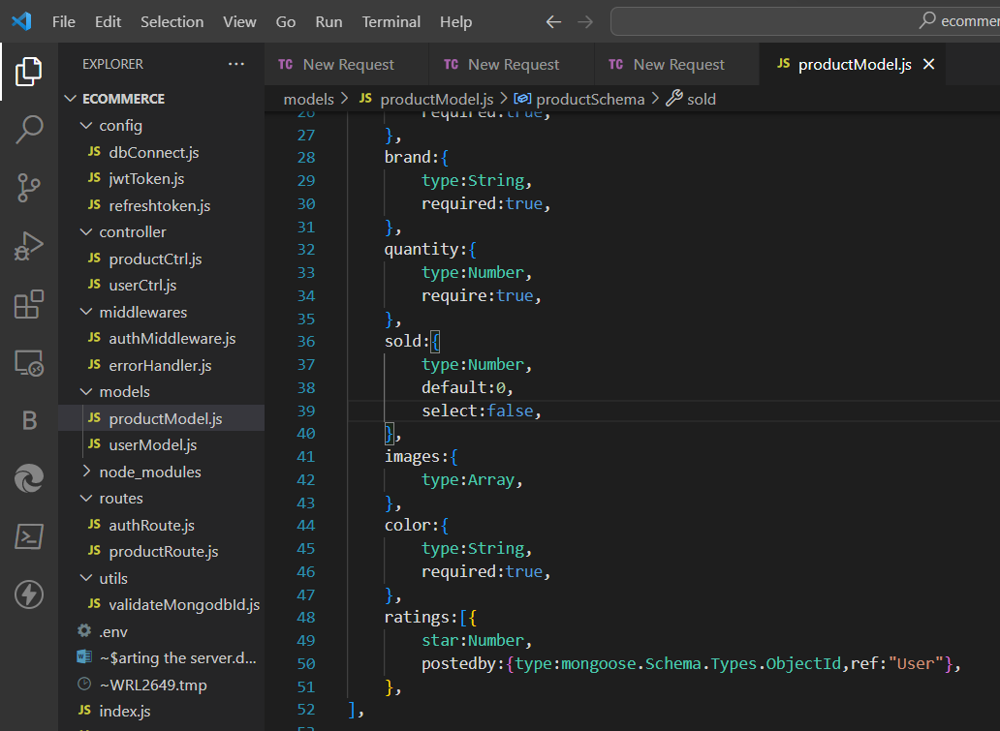 File Edit Selection View Go Run Terminal Help
ecommer
EXPLORER ···
TC New Request
TC New Request
TC New Request
JS productModel.js
models > JS productModel.js > productSchema > sold
ECOMMERCE
config
JS dbConnect.js
JS jwtToken.js
JS refreshtoken.js
controller
JS productCtrl.js
JS userCtrl.js
middlewares
JS authMiddleware.js
JS errorHandler.js
models
JS productModel.js
JS userModel.js
node_modules
routes
JS authRoute.js
JS productRoute.js
utils
JS validateMongodbId.js
.env
~$arting the server.d...
~WRL2649.tmp
JS index.js
B
26 required:true,
27 },
28 brand:{
29 type:String,
30 required:true,
31 },
32 quantity:{
33 type:Number,
34 require:true,
35 },
36 sold:{
37 type:Number,
38 default:0,
39 select:false,
40 },
41 images:{
42 type:Array,
43 },
44 color:{
45 type:String,
46 required:true,
47 },
48 ratings:[{
49 star:Number,
50 postedby:{type:mongoose.Schema.Types.ObjectId,ref:"User"},
51 },
52 ],